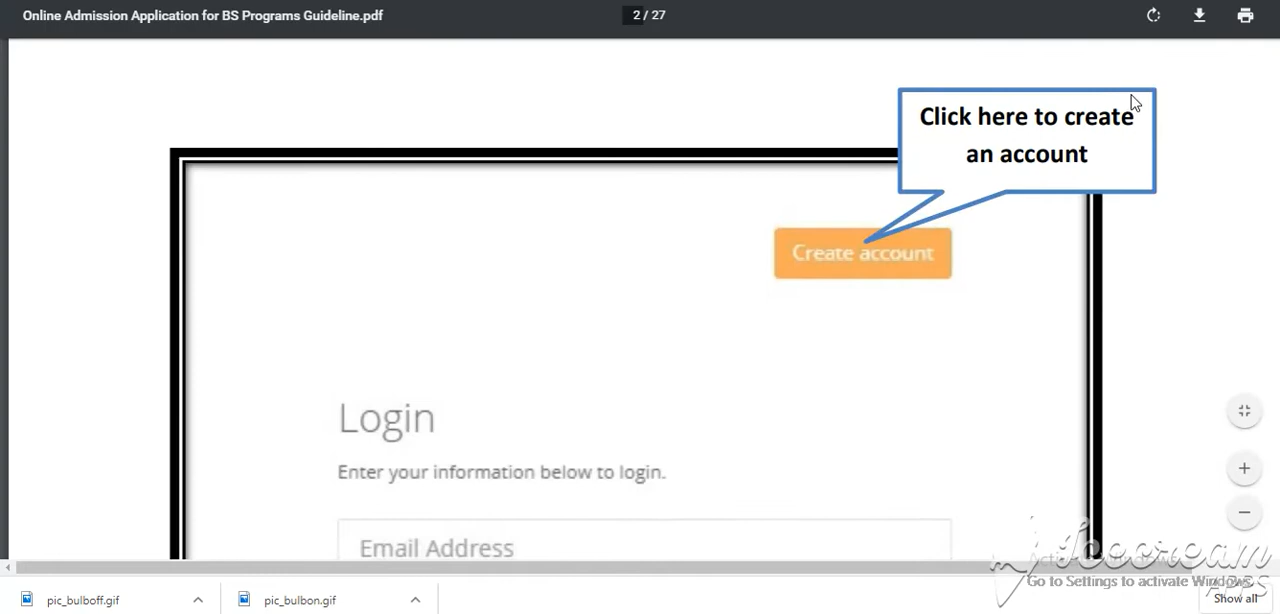 Online Admission Application for BS Programs Guideline.pdf
2 / 27
Click here to create
an account
Create account
Login
Enter your information below to login.
Email Address
Icecream
APPS
Go to Settings to activate Windows.
pic_bulboff.gif
pic_bulbon.gif
Show all